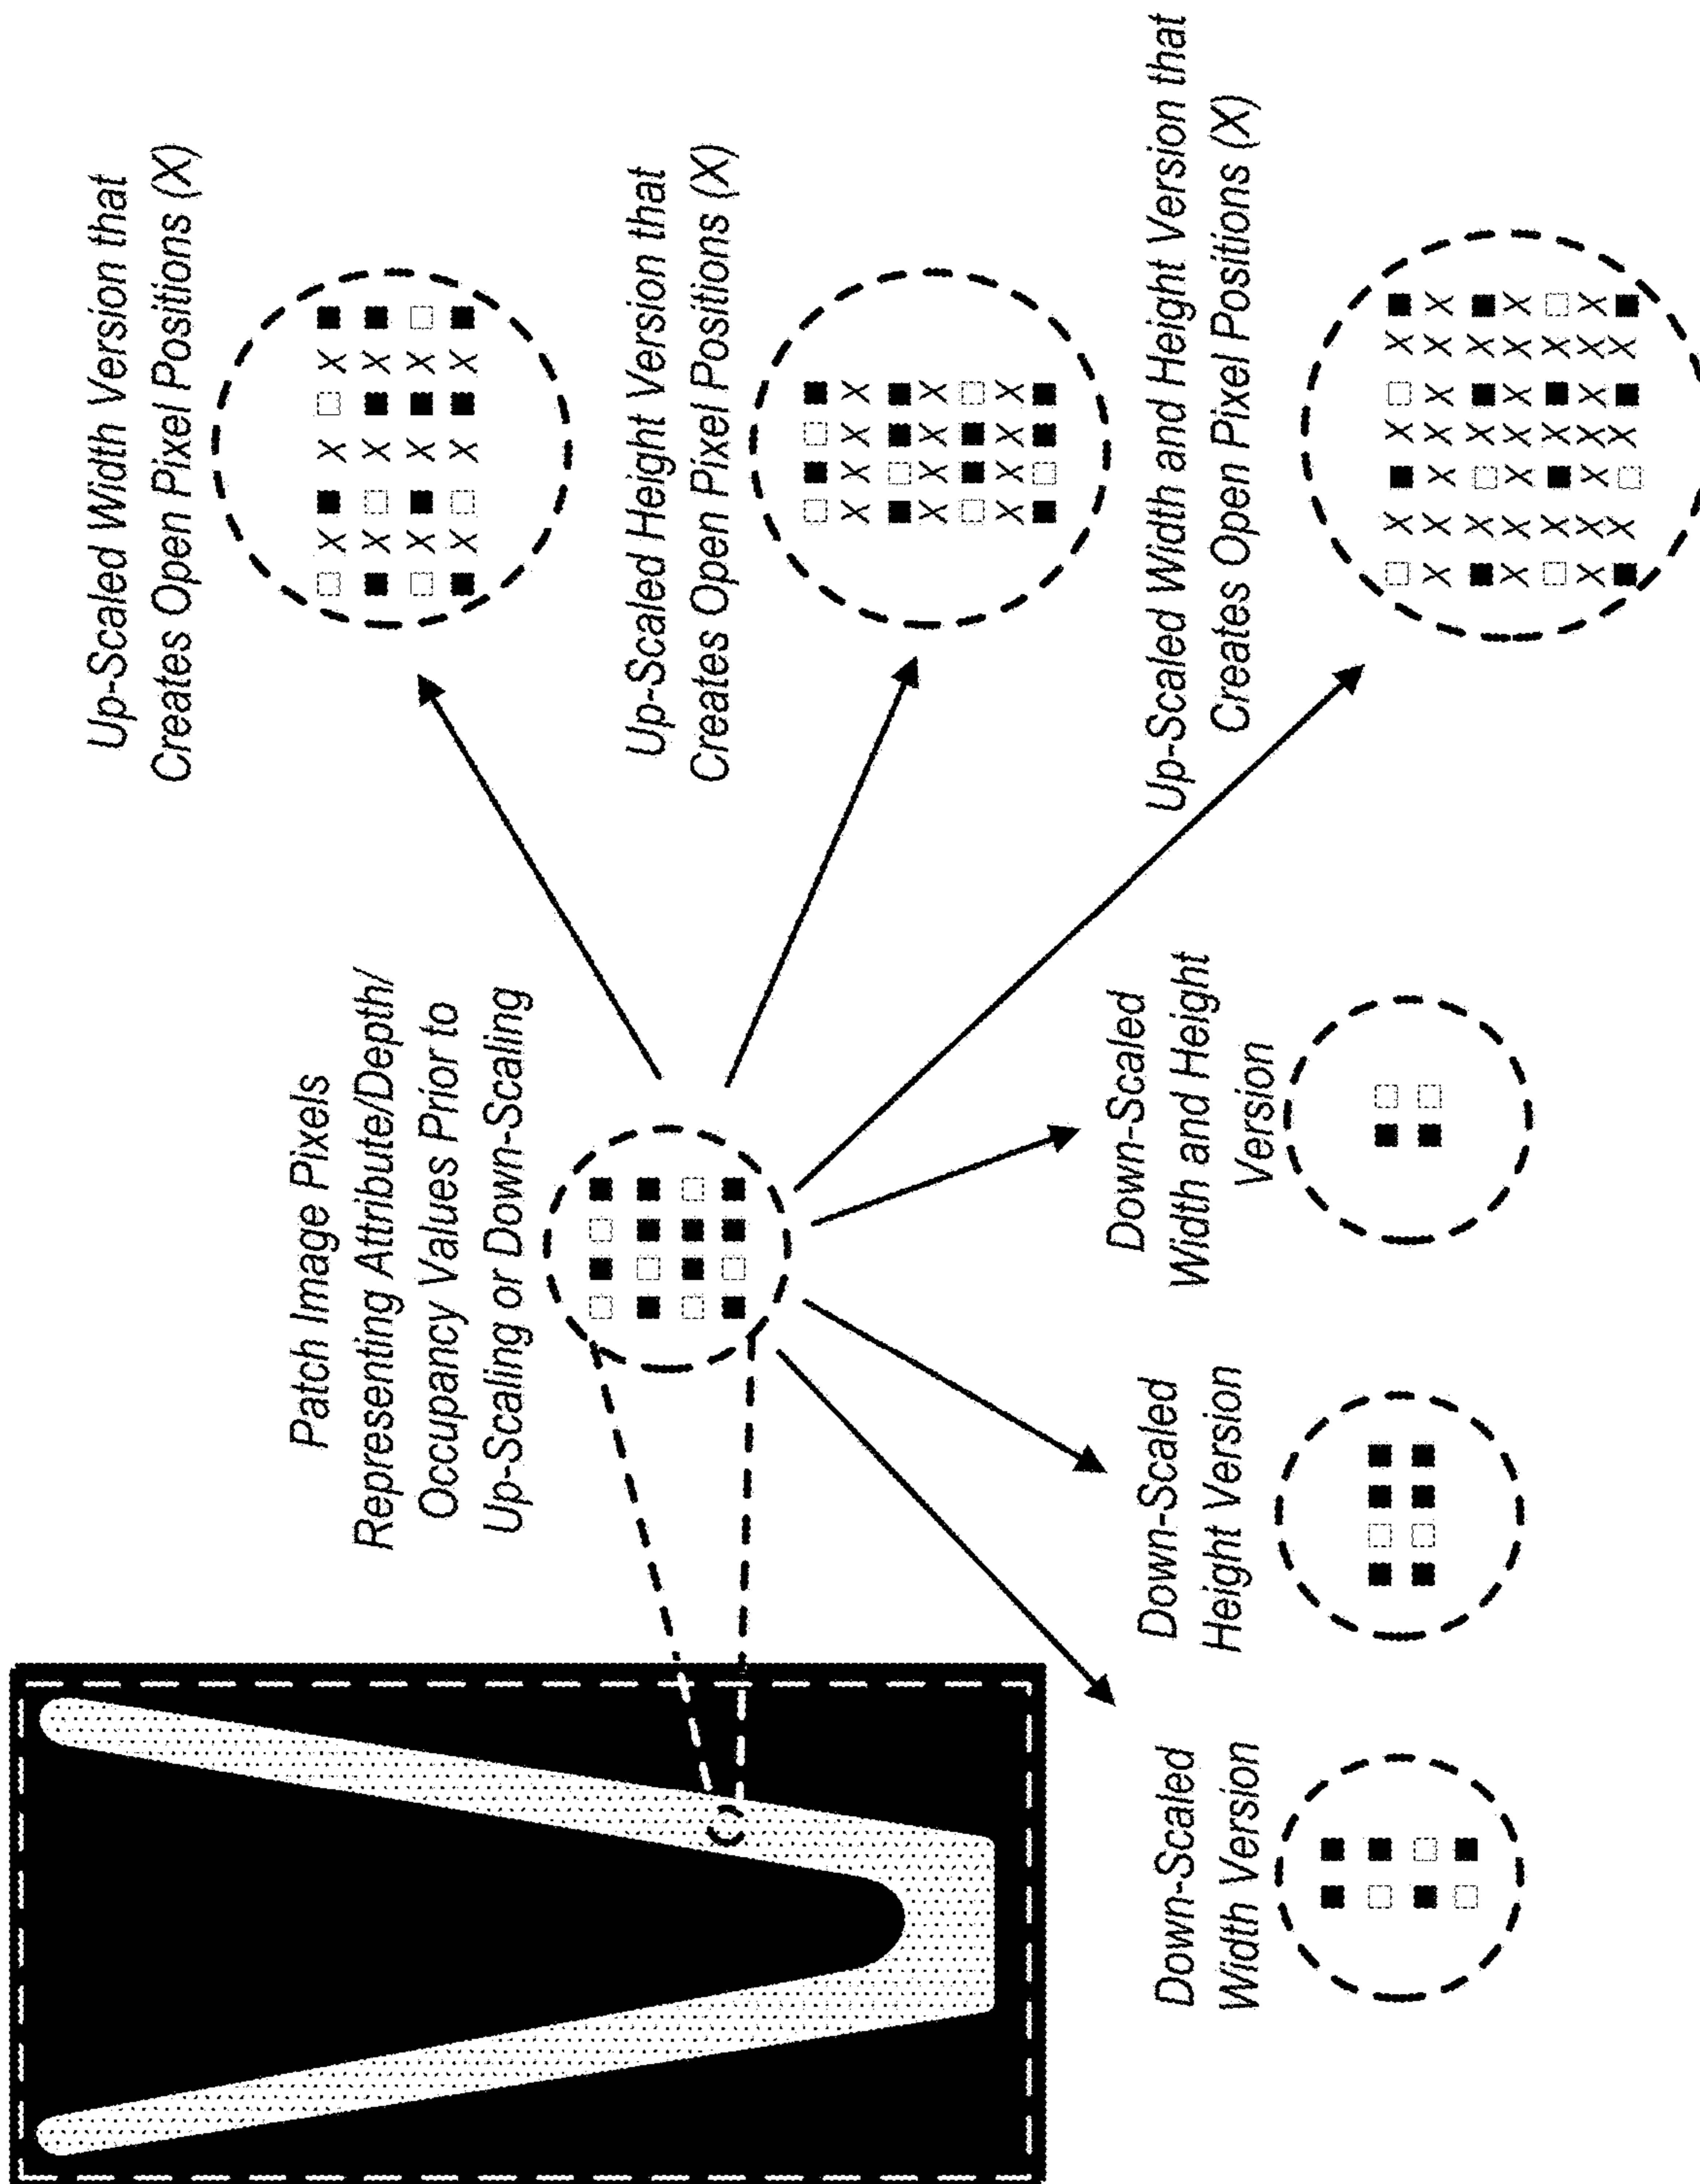 Patch Image Pixels
Representing Attribute/Depth/
Occupancy Values Prior to
Up-Scaling or Down-Scaling
Up-Scaled Width Version that
Creates Open Pixel Positions (X)
Up-Scaled Height Version that
Creates Open Pixel Positions (X)
Up-Scaled Width and Height Version that
Creates Open Pixel Positions (X)
Down-Scaled
Width Version
Down-Scaled
Height Version
Down-Scaled
Width and Height
Version